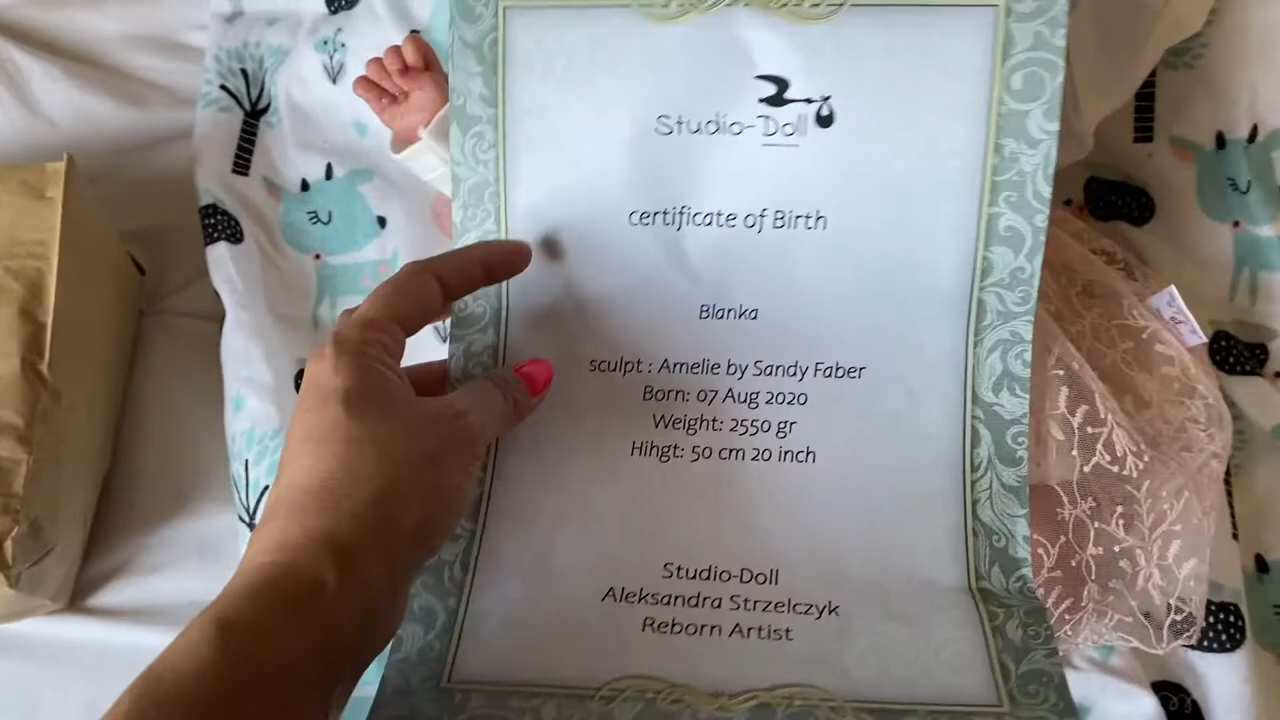 Studio-Doll
certificate of Birth
Blanka
sculpt : Amelie by Sandy Faber
Born: 07 Aug 2020
Weight: 2550 gr
Hihgt: 50 cm 20 inch
Studio-Doll
Aleksandra Strzelczyk
Reborn Artist